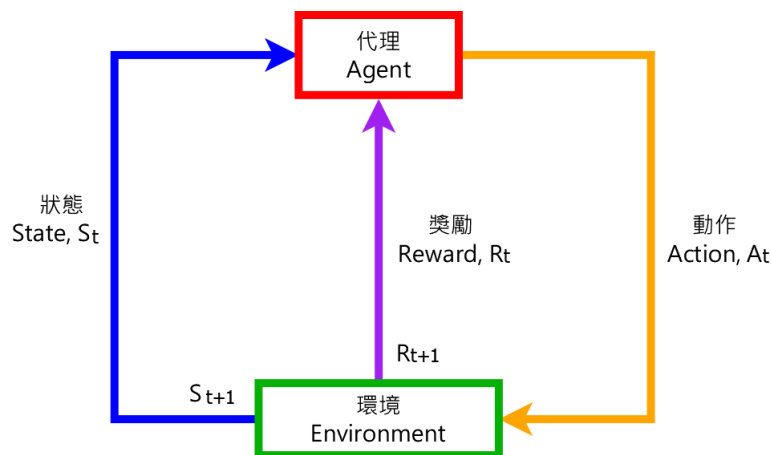 代理
Agent
狀態
State, St
獎勵
Reward, Rt
動作
Action, At
Rt+1
St+1
環境
Environment